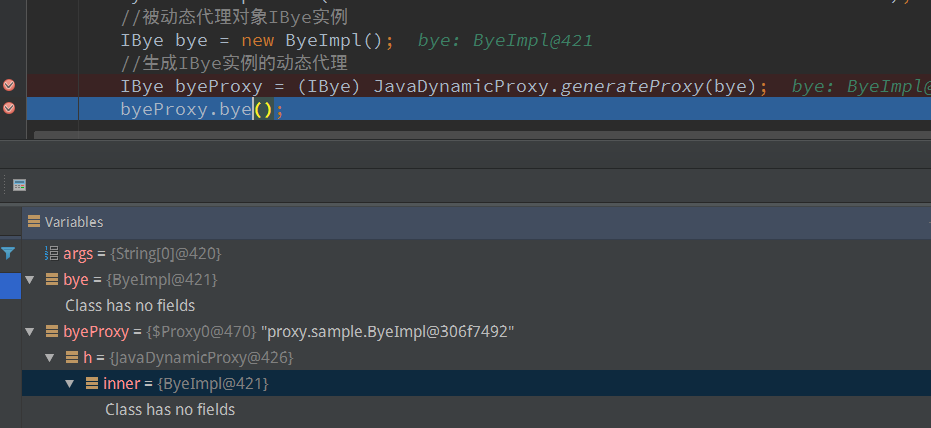 //被动态代理对象IBye实例
IBye bye = new ByeImpl(); bye: ByeImpl@421
//生成IBye实例的动态代理
IBye byeProxy = (IBye) JavaDynamicProxy.generateProxy(bye); bye: ByeImpl@
byeProxy.bye();
Variables
args = {String[0]@420}
bye = {ByeImpl@421}
Class has no fields
byeProxy = {$Proxy0@470} "proxy.sample.ByeImpl@306f7492"
h = {JavaDynamicProxy@426}
inner = {ByeImpl@421}
Class has no fields